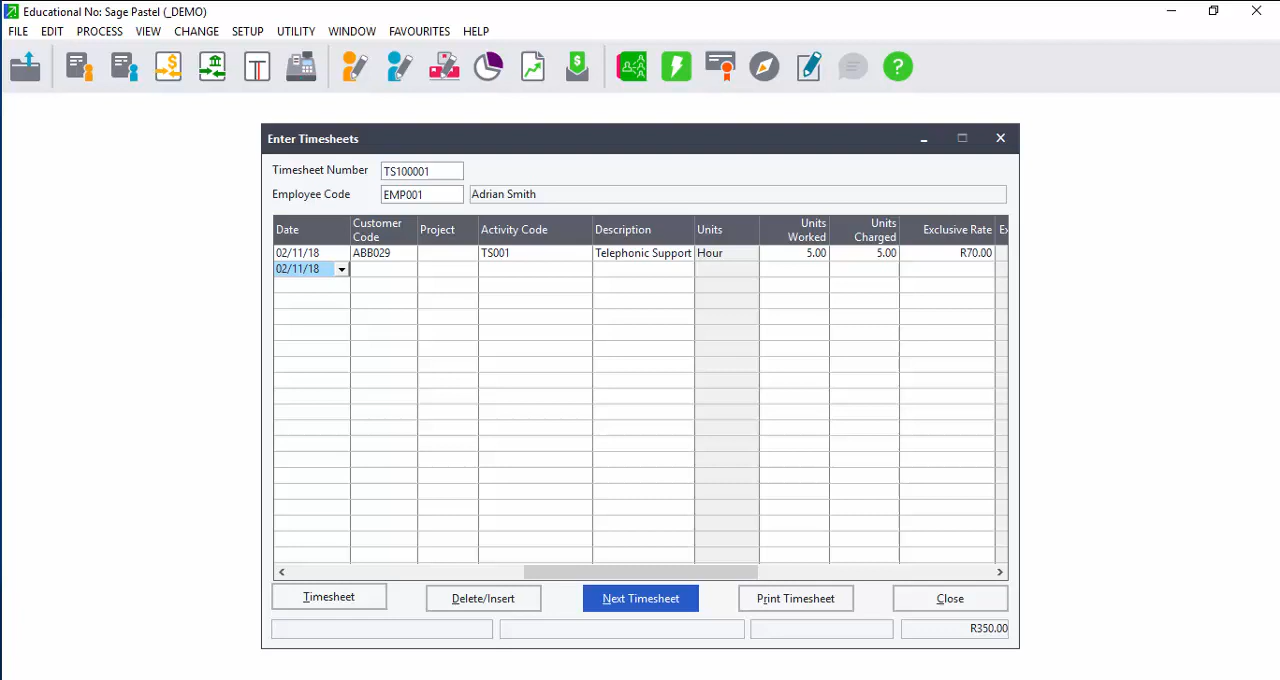 Educational No: Sage Pastel (_DEMO)
FILE EDIT PROCESS VIEW CHANGE SETUP UTILITY WINDOW FAVOURITES HELP
Enter Timesheets
Timesheet Number TS100001
Employee Code EMP001 Adrian Smith
Date Customer Code Project Activity Code Description Units Units Worked Units Charged Exclusive Rate Ex
02/11/18 ABB029 TS001 Telephonic Support Hour 5.00 5.00 R70.00
02/11/18
Timesheet Delete/Insert Next Timesheet Print Timesheet Close
R350.00